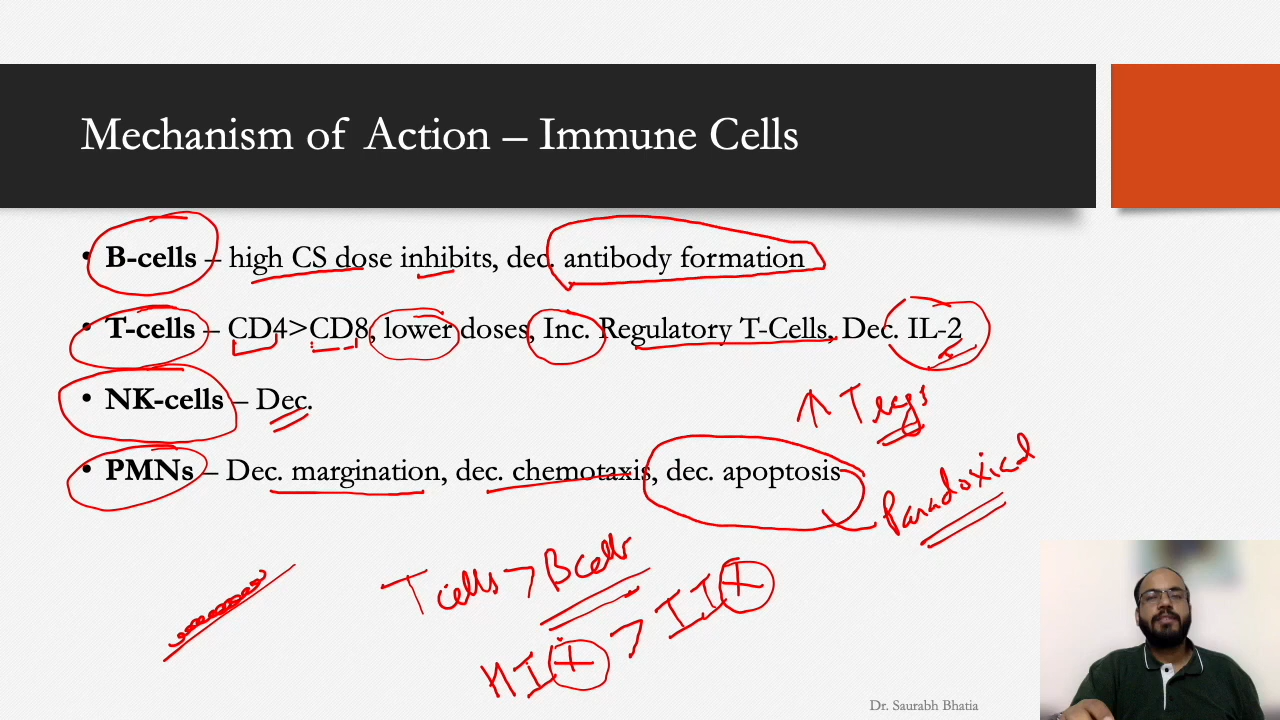 Mechanism of Action – Immune Cells
• B-cells – high CS dose inhibits, dec. antibody formation
• T-cells – CD4>CD8, lower doses, Inc. Regulatory T-Cells, Dec. IL-2
• NK-cells – Dec.
↑ Tregs
• PMNs – Dec. margination, dec. chemotaxis, dec. apoptosis
Paradoxical
T cells > B cells
MI+ > II+
Dr. Saurabh Bhatia